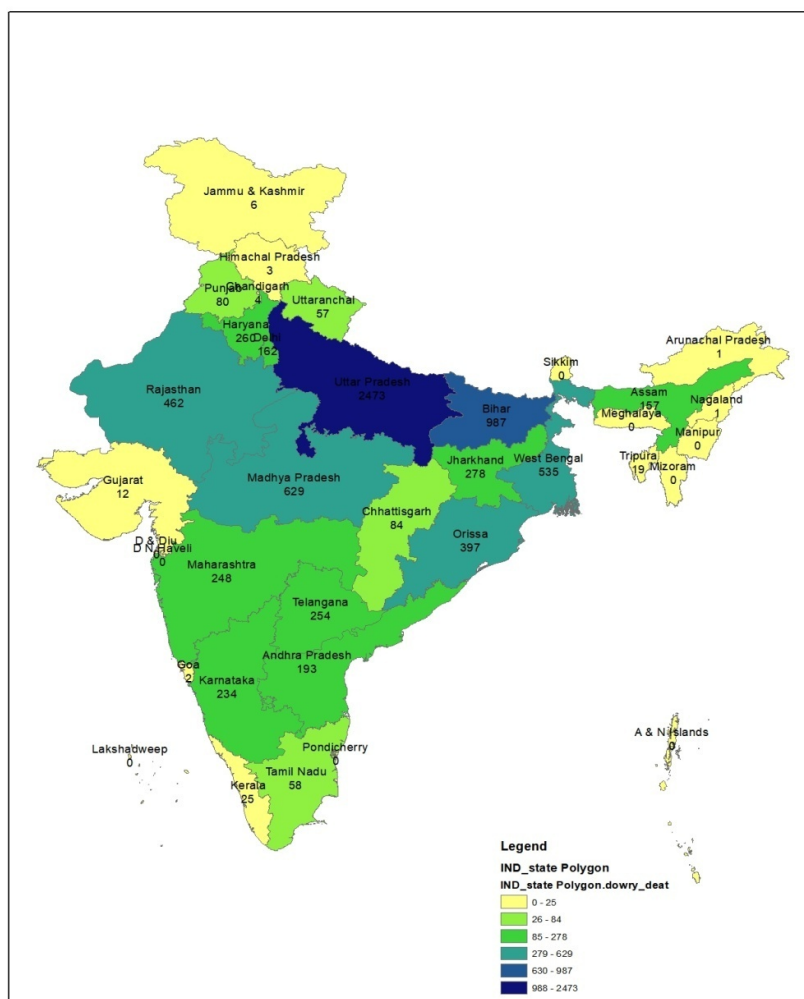 Jammu & Kashmir
6
Himachal Pradesh
3
Chandigarh
4
Punjab
80
Uttaranchal
57
Haryana
260
Delhi
162
Arunachal Pradesh
1
Sikkim
0
Uttar Pradesh
2473
Assam
157
Nagaland
1
Rajasthan
462
Bihar
987
Meghalaya
0
Manipur
0
Jharkhand
278
West Bengal
535
Tripura
19
Mizoram
0
Gujarat
12
Madhya Pradesh
629
Chhattisgarh
84
Orissa
397
D & Diu
0
D N Haveli
0
Maharashtra
248
Telangana
254
Andhra Pradesh
193
Goa
2
Karnataka
234
A & N Islands
0
Lakshadweep
0
Pondicherry
0
Tamil Nadu
58
Kerala
25
Legend
IND_state Polygon
IND_state Polygon.dowry_deat
0 - 25
26 - 84
85 - 278
279 - 629
630 - 987
988 - 2473